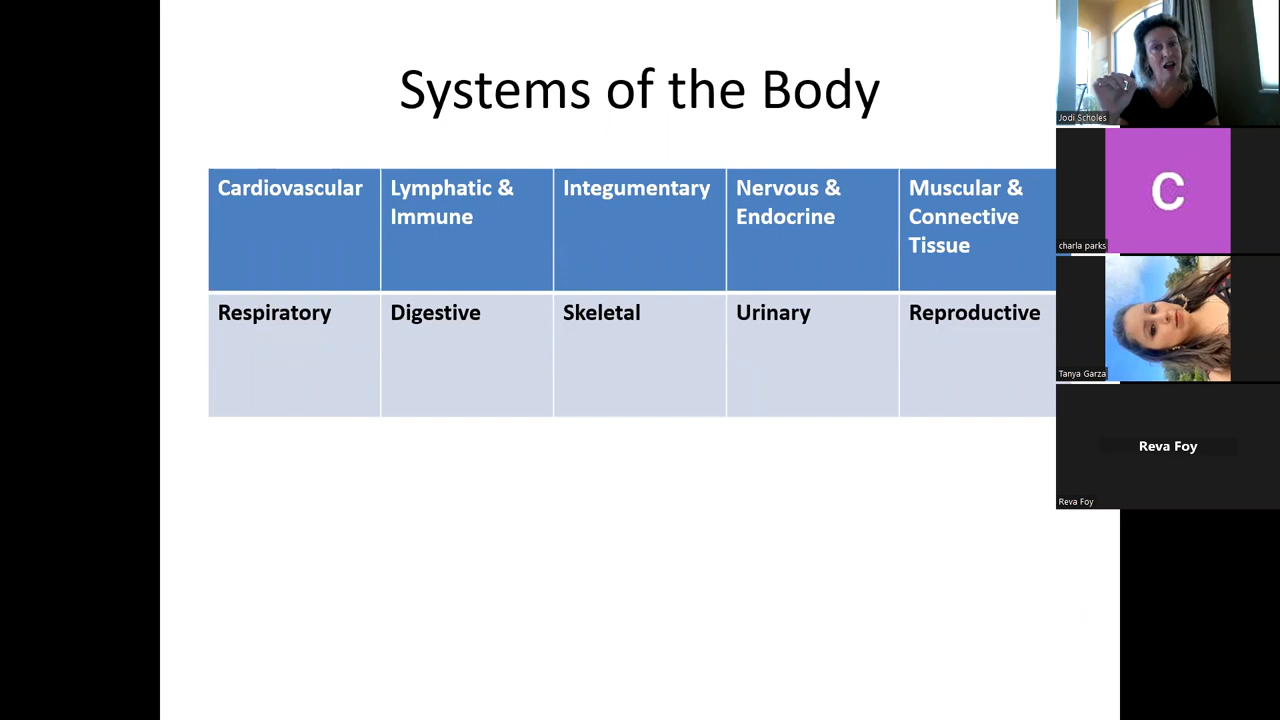 Systems of the Body
Cardiovascular
Lymphatic &
Immune
Integumentary
Nervous &
Endocrine
Muscular &
Connective
Tissue
Respiratory
Digestive
Skeletal
Urinary
Reproductive
Jodi Scholes
C
charla parks
Tanya Garza
Reva Foy
Reva Foy